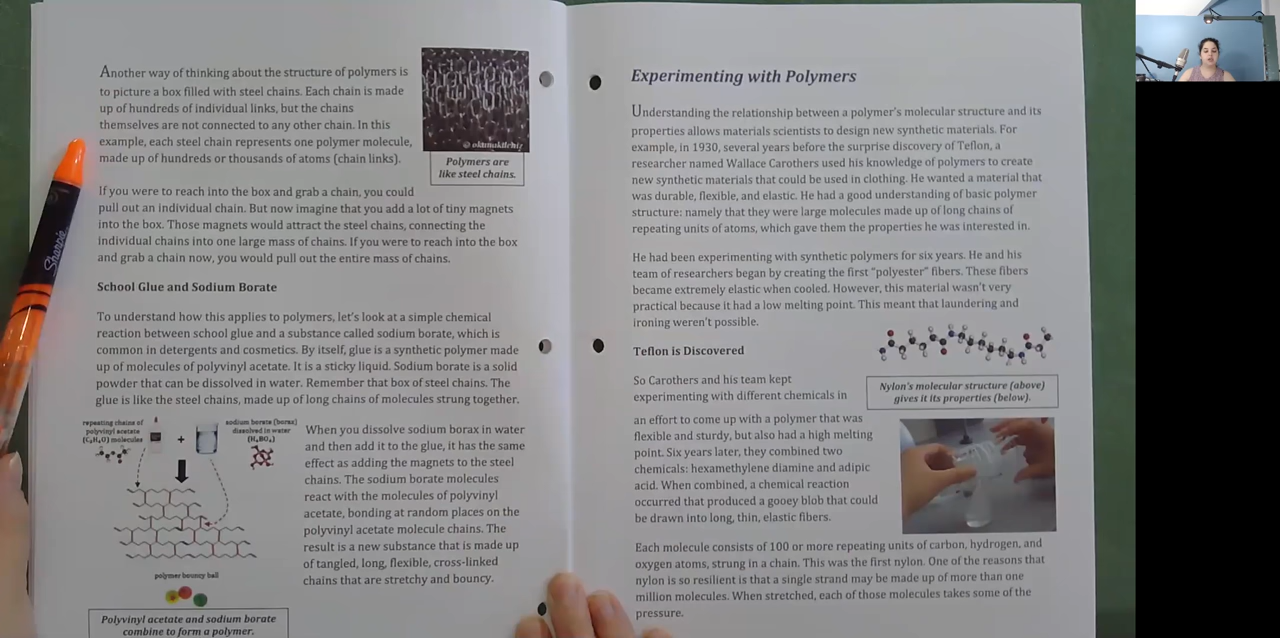 Another way of thinking about the structure of polymers is
to picture a box filled with steel chains. Each chain is made
up of hundreds of individual links, but the chains
themselves are not connected to any other chain. In this
example, each steel chain represents one polymer molecule,
made up of hundreds or thousands of atoms (chain links).
© okanakdeniz
Polymers are
like steel chains.
If you were to reach into the box and grab a chain, you could
pull out an individual chain. But now imagine that you add a lot of tiny magnets
into the box. Those magnets would attract the steel chains, connecting the
individual chains into one large mass of chains. If you were to reach into the box
and grab a chain now, you would pull out the entire mass of chains.
Sharpie
School Glue and Sodium Borate
To understand how this applies to polymers, let's look at a simple chemical
reaction between school glue and a substance called sodium borate, which is
common in detergents and cosmetics. By itself, glue is a synthetic polymer made
up of molecules of polyvinyl acetate. It is a sticky liquid. Sodium borate is a solid
powder that can be dissolved in water. Remember that box of steel chains. The
glue is like the steel chains, made up of long chains of molecules strung together.
repeating chains of
polyvinyl acetate
(C₄H₆O) molecules
+
sodium borate (borax)
dissolved in water
polymer bouncy ball
Polyvinyl acetate and sodium borate
combine to form a polymer.
When you dissolve sodium borax in water
and then add it to the glue, it has the same
effect as adding the magnets to the steel
chains. The sodium borate molecules
react with the molecules of polyvinyl
acetate, bonding at random places on the
polyvinyl acetate molecule chains. The
result is a new substance that is made up
of tangled, long, flexible, cross-linked
chains that are stretchy and bouncy.
Experimenting with Polymers
Understanding the relationship between a polymer's molecular structure and its
properties allows materials scientists to design new synthetic materials. For
example, in 1930, several years before the surprise discovery of Teflon, a
researcher named Wallace Carothers used his knowledge of polymers to create
new synthetic materials that could be used in clothing. He wanted a material that
was durable, flexible, and elastic. He had a good understanding of basic polymer
structure: namely that they were large molecules made up of long chains of
repeating units of atoms, which gave them the properties he was interested in.
He had been experimenting with synthetic polymers for six years. He and his
team of researchers began by creating the first "polyester" fibers. These fibers
became extremely elastic when cooled. However, this material wasn't very
practical because it had a low melting point. This meant that laundering and
ironing weren't possible.
Teflon is Discovered
So Carothers and his team kept
experimenting with different chemicals in
an effort to come up with a polymer that was
flexible and sturdy, but also had a high melting
point. Six years later, they combined two
chemicals: hexamethylene diamine and adipic
acid. When combined, a chemical reaction
occurred that produced a gooey blob that could
be drawn into long, thin, elastic fibers.
Nylon's molecular structure (above)
gives it its properties (below).
Each molecule consists of 100 or more repeating units of carbon, hydrogen, and
oxygen atoms, strung in a chain. This was the first nylon. One of the reasons that
nylon is so resilient is that a single strand may be made up of more than one
million molecules. When stretched, each of those molecules takes some of the
pressure.